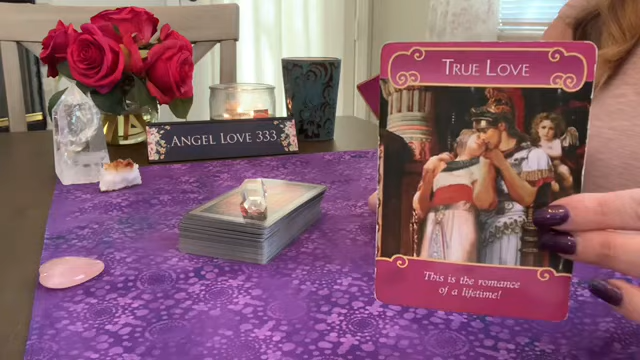 TRUE LOVE
ANGEL LOVE 333
This is the romance
of a lifetime!